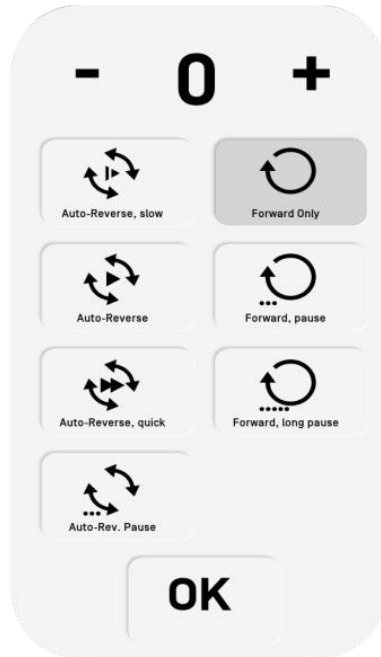 - 0 +
Auto-Reverse, slow
Forward Only
Auto-Reverse
Forward, pause
Auto-Reverse, quick
Forward, long pause
Auto-Rev. Pause
OK